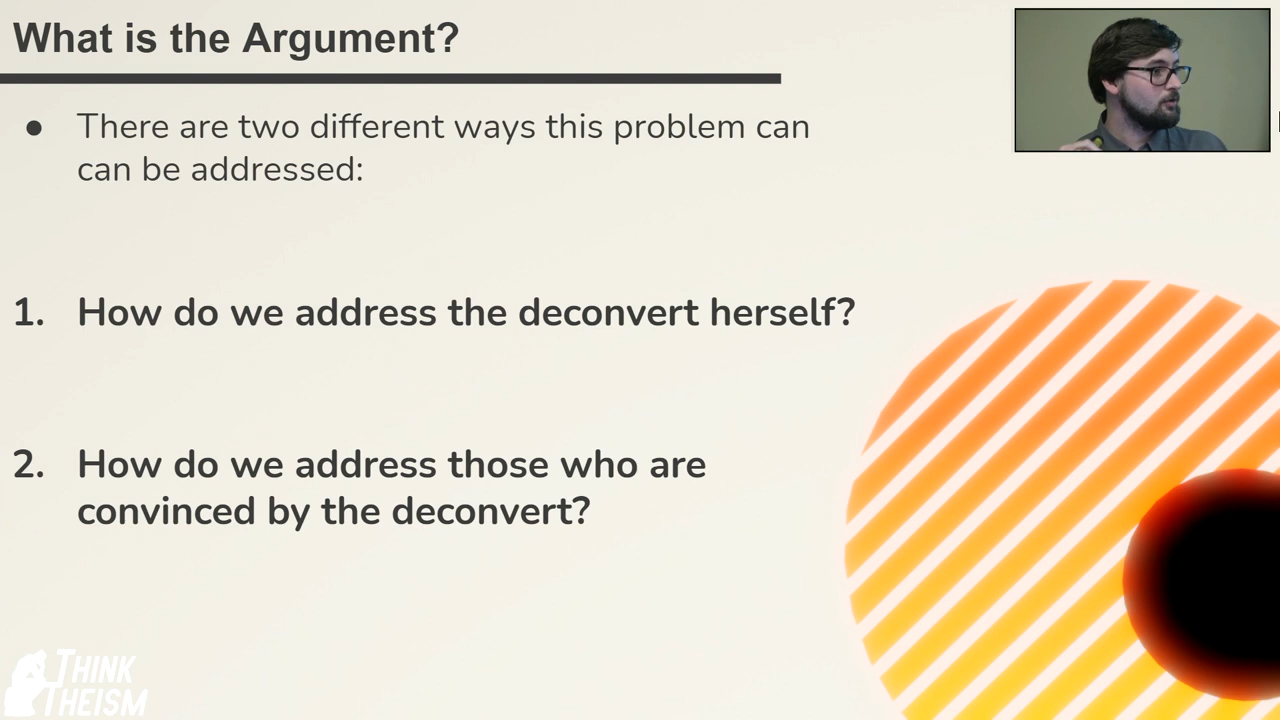 What is the Argument?
● There are two different ways this problem can
can be addressed:
1. How do we address the deconvert herself?
2. How do we address those who are
convinced by the deconvert?
THINK
THEISM